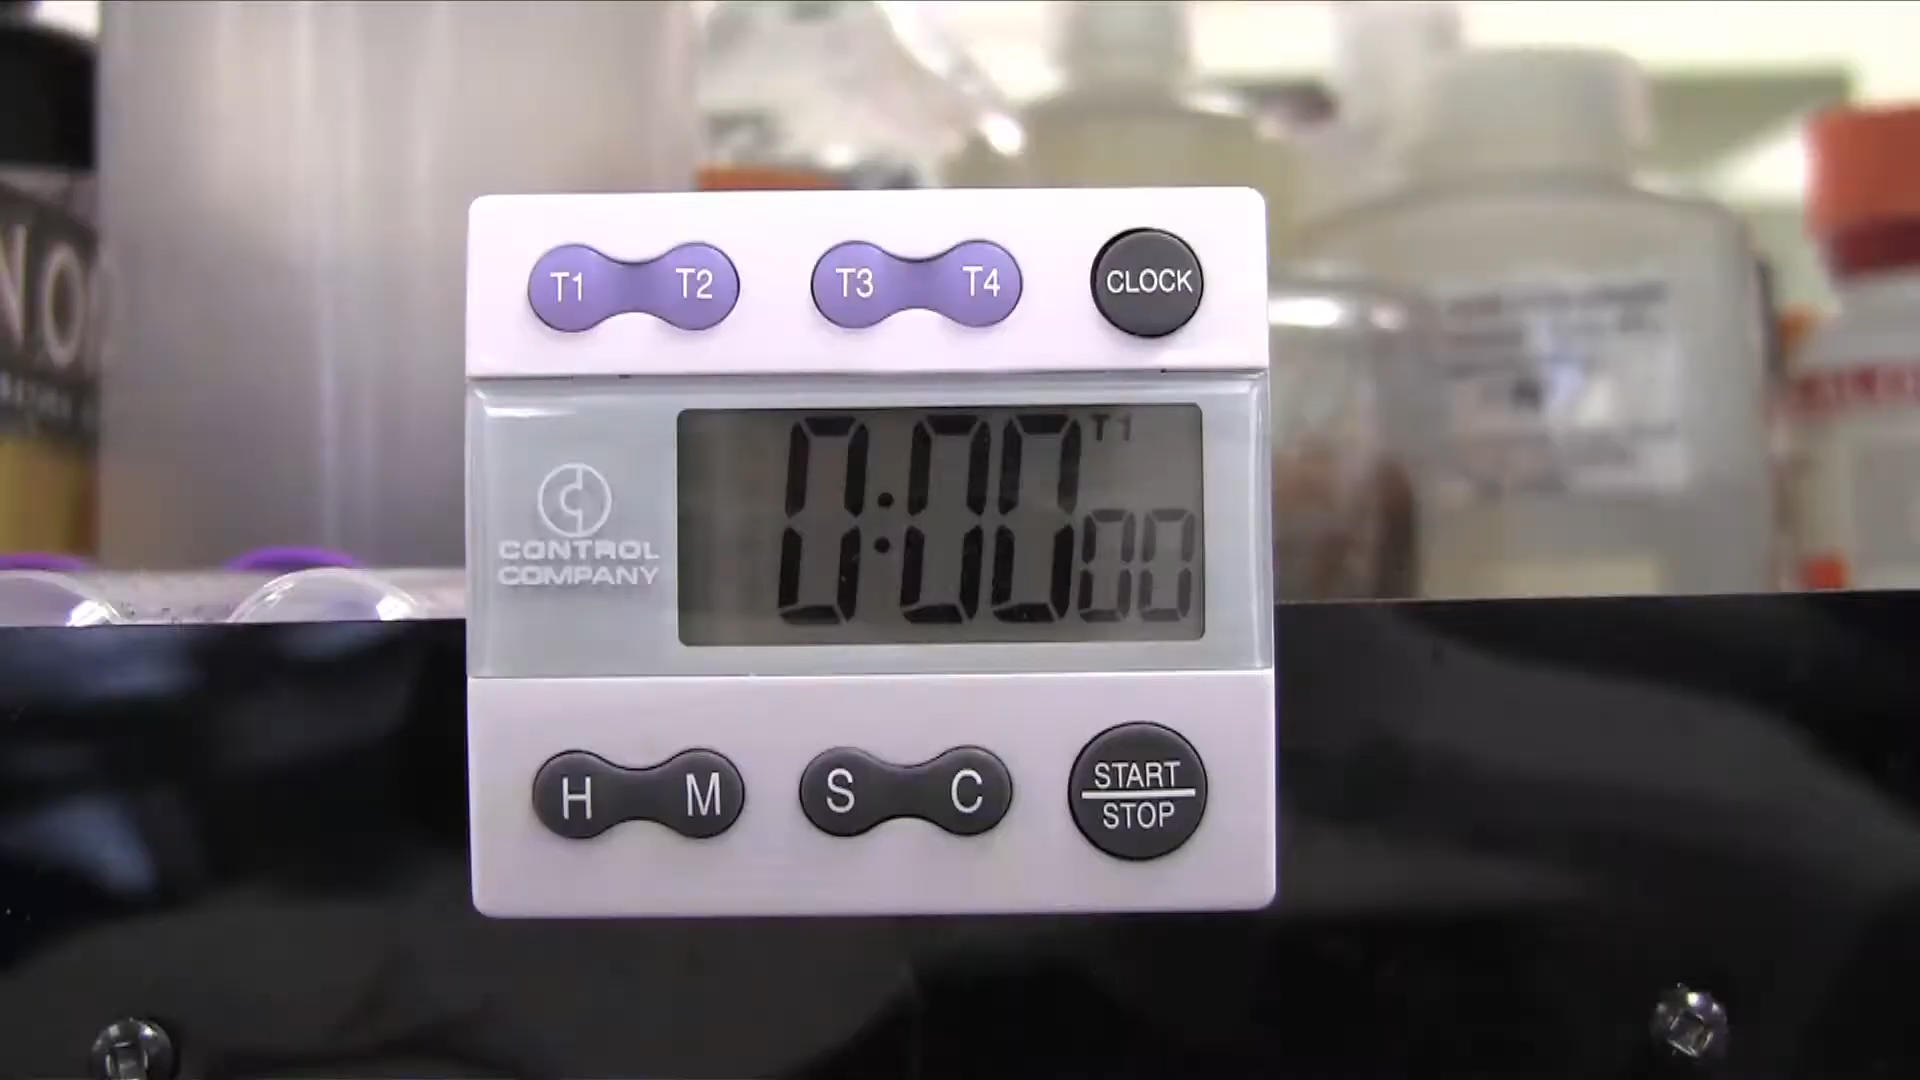 T1 T2 T3 T4 CLOCK
T1
0:00 00
CONTROL
COMPANY
H M S C START
STOP